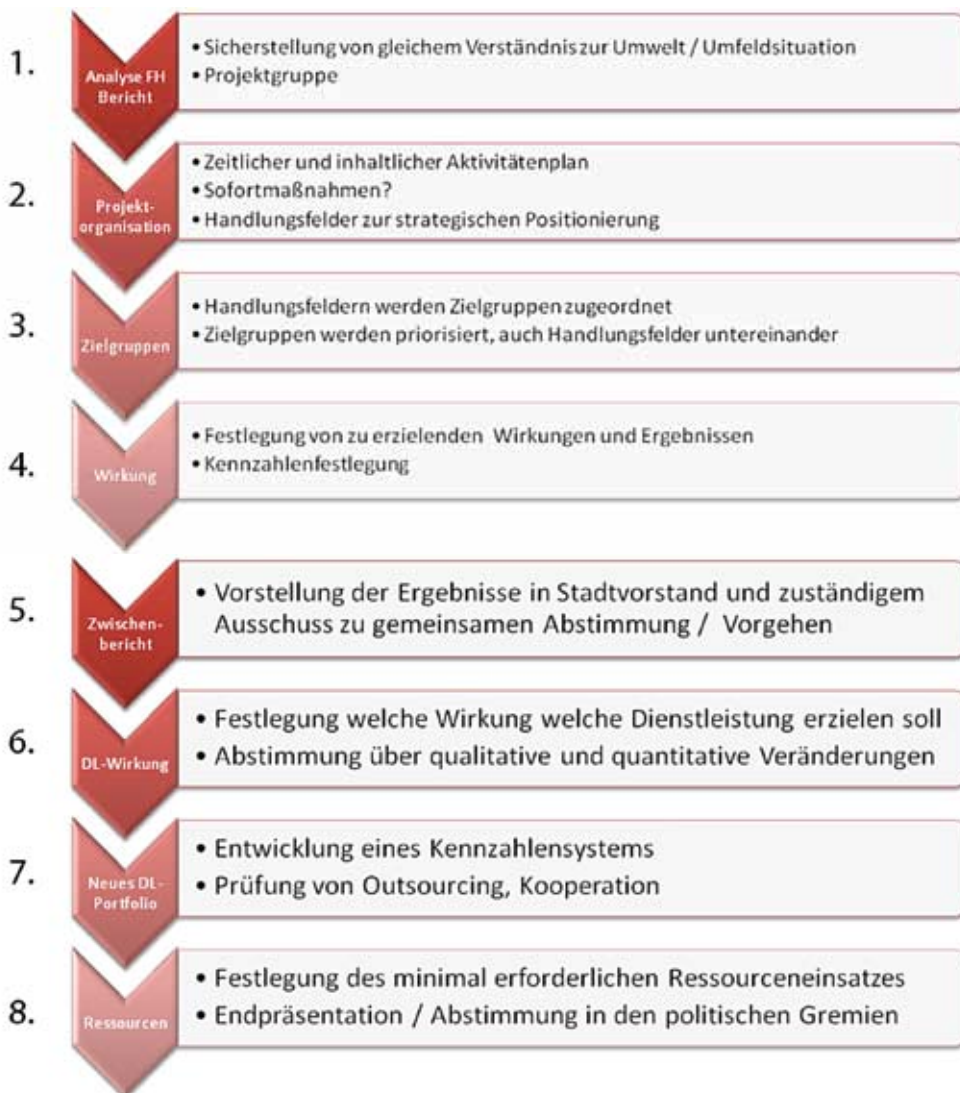 1.
Analyse FH
Bericht
• Sicherstellung von gleichem Verständnis zur Umwelt / Umfeldsituation
• Projektgruppe
2.
Projekt-
organisation
• Zeitlicher und inhaltlicher Aktivitätenplan
• Sofortmaßnahmen?
• Handlungsfelder zur strategischen Positionierung
3.
Zielgruppen
• Handlungsfeldern werden Zielgruppen zugeordnet
• Zielgruppen werden priorisiert, auch Handlungsfelder untereinander
4.
Wirkung
• Festlegung von zu erzielenden Wirkungen und Ergebnissen
• Kennzahlenfestlegung
5.
Zwischen-
bericht
• Vorstellung der Ergebnisse in Stadtvorstand und zuständigem
Ausschuss zu gemeinsamen Abstimmung / Vorgehen
6.
DL-Wirkung
• Festlegung welche Wirkung welche Dienstleistung erzielen soll
• Abstimmung über qualitative und quantitative Veränderungen
7.
Neues DL-
Portfolio
• Entwicklung eines Kennzahlensystems
• Prüfung von Outsourcing, Kooperation
8.
Ressourcen
• Festlegung des minimal erforderlichen Ressourceneinsatzes
• Endpräsentation / Abstimmung in den politischen Gremien